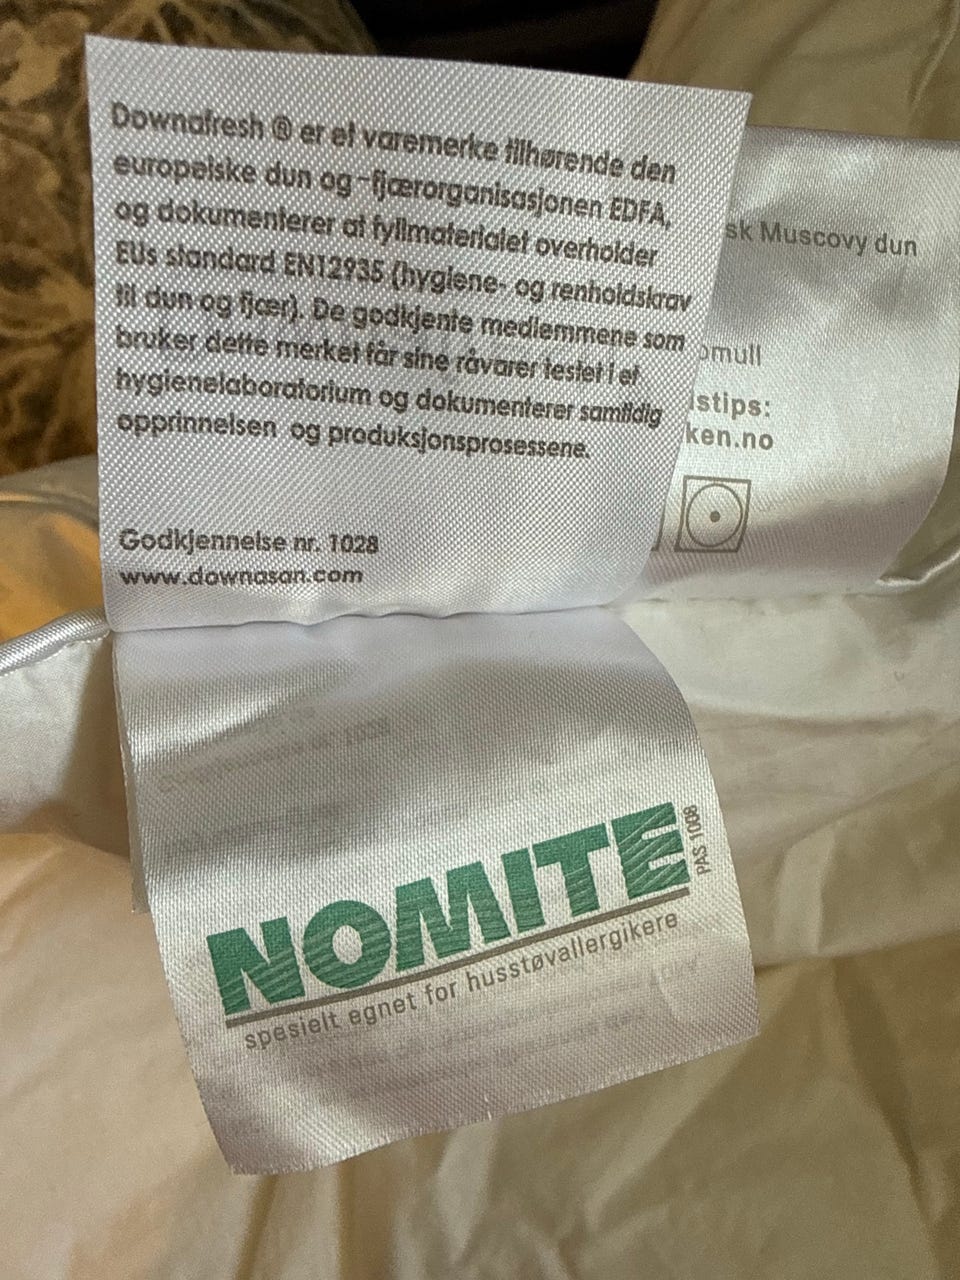 Downafresh ® er et varemerke tilhørende den
europeiske dun og -fjærorganisasjonen EDFA,
og dokumenterer at fyllmaterialet overholder
EUs standard EN12935 (hygiene- og renholdskrav
til dun og fjær). De godkjente medlemmene som
bruker dette merket får sine råvarer testet i et
hygienelaboratorium og dokumenterer samtidig
opprinnelsen og produksjonsprosessene.
Godkjennelse nr. 1028
www.downasan.com
sk Muscovy dun
omull
stips:
ken.no
NOMITE
PAS 1008
spesielt egnet for husstøvallergikere